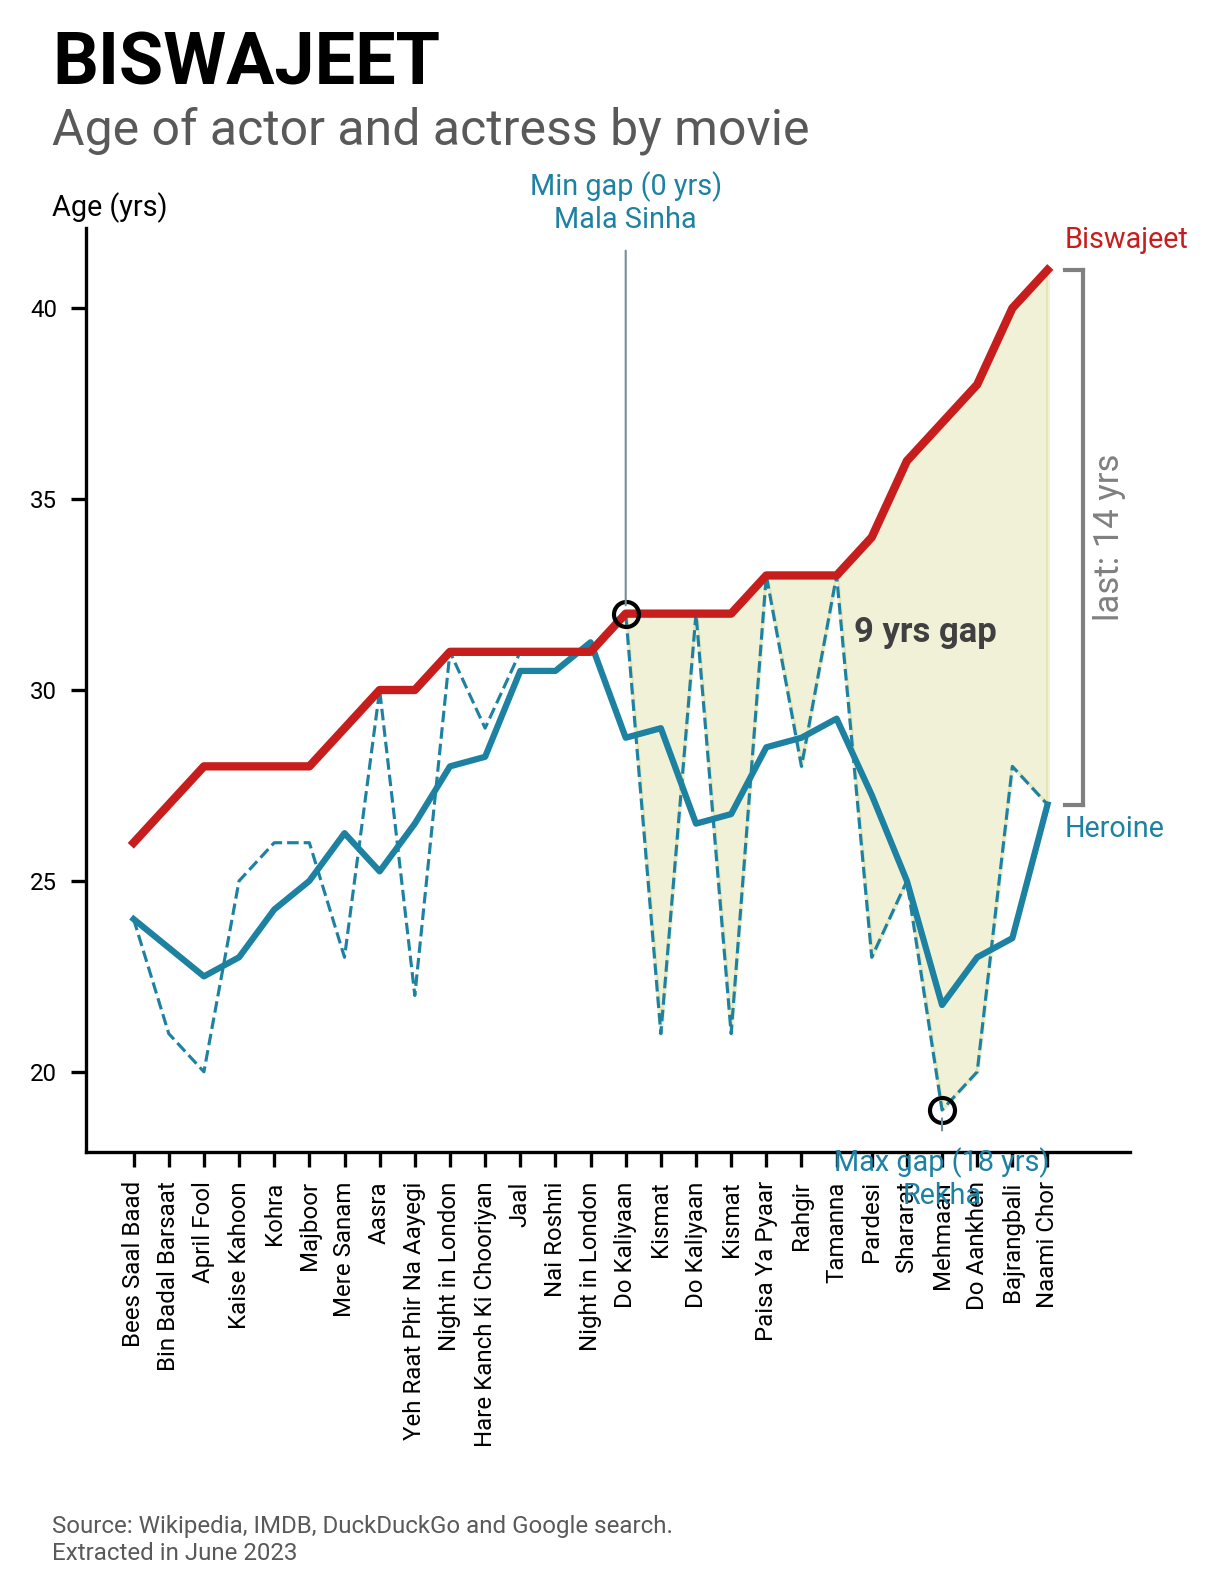 BISWAJEET
Age of actor and actress by movie
Min gap (0 yrs)
Mala Sinha
Age (yrs)
Biswajeet
40
35
30
25
20
last: 14 yrs
9 yrs gap
Heroine
Max gap (18 yrs)
Rekha
Bees Saal Baad
Bin Badal Barsaat
April Fool
Kaise Kahoon
Kohra
Majboor
Mere Sanam
Aasra
Yeh Raat Phir Na Aayegi
Night in London
Hare Kanch Ki Chooriyan
Jaal
Nai Roshni
Night in London
Do Kaliyaan
Kismat
Do Kaliyaan
Kismat
Paisa Ya Pyaar
Rahgir
Tamanna
Pardesi
Shararat
Mehmaan
Do Aankhen
Bajrangbali
Naami Chor
Source: Wikipedia, IMDB, DuckDuckGo and Google search.
Extracted in June 2023